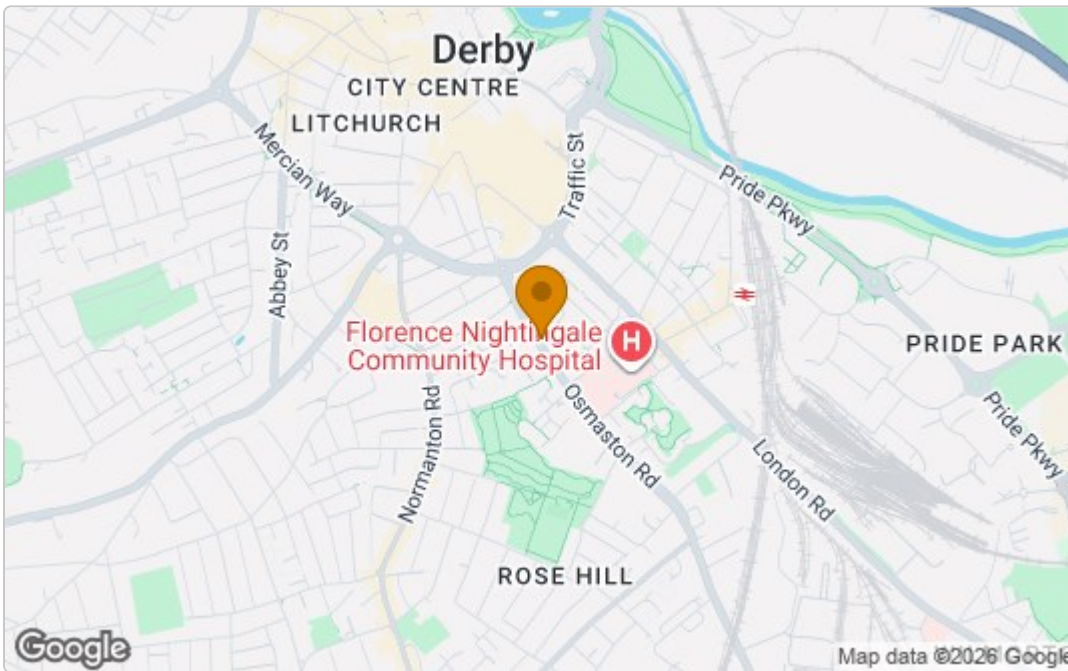 Derby
CITY CENTRE
LITCHURCH
Mercian Way
Traffic St
Pride Pkwy
Abbey St
Florence Nightingale
Community Hospital
H
PRIDE PARK
Normanton Rd
Osmaston Rd
London Rd
Pride Pkwy
ROSE HILL
Google
Map data ©2026 Google